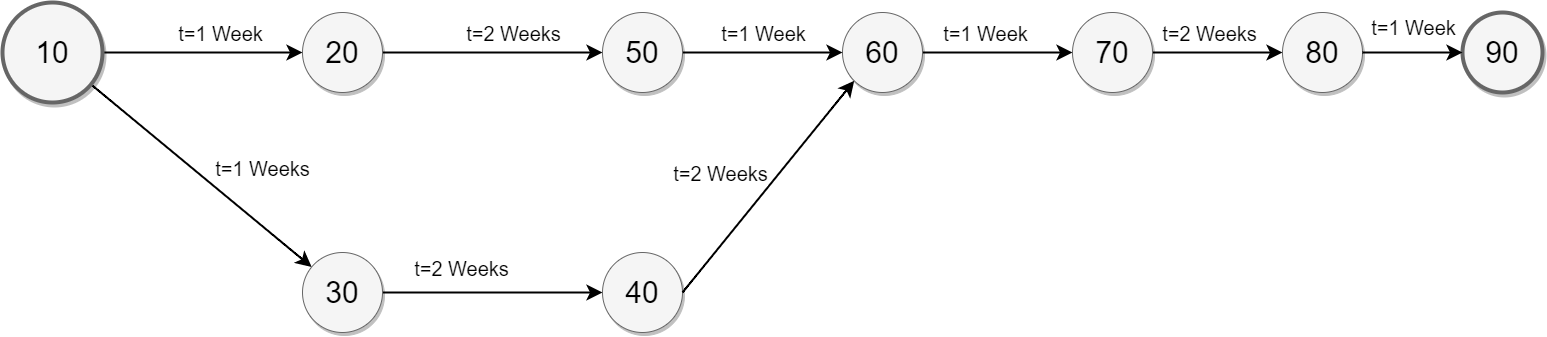 t=1 Week
t=2 Weeks
t=1 Week
t=1 Week
t=2 Weeks
t=1 Week
10
20
50
60
70
80
90
t=1 Weeks
t=2 Weeks
t=2 Weeks
30
40